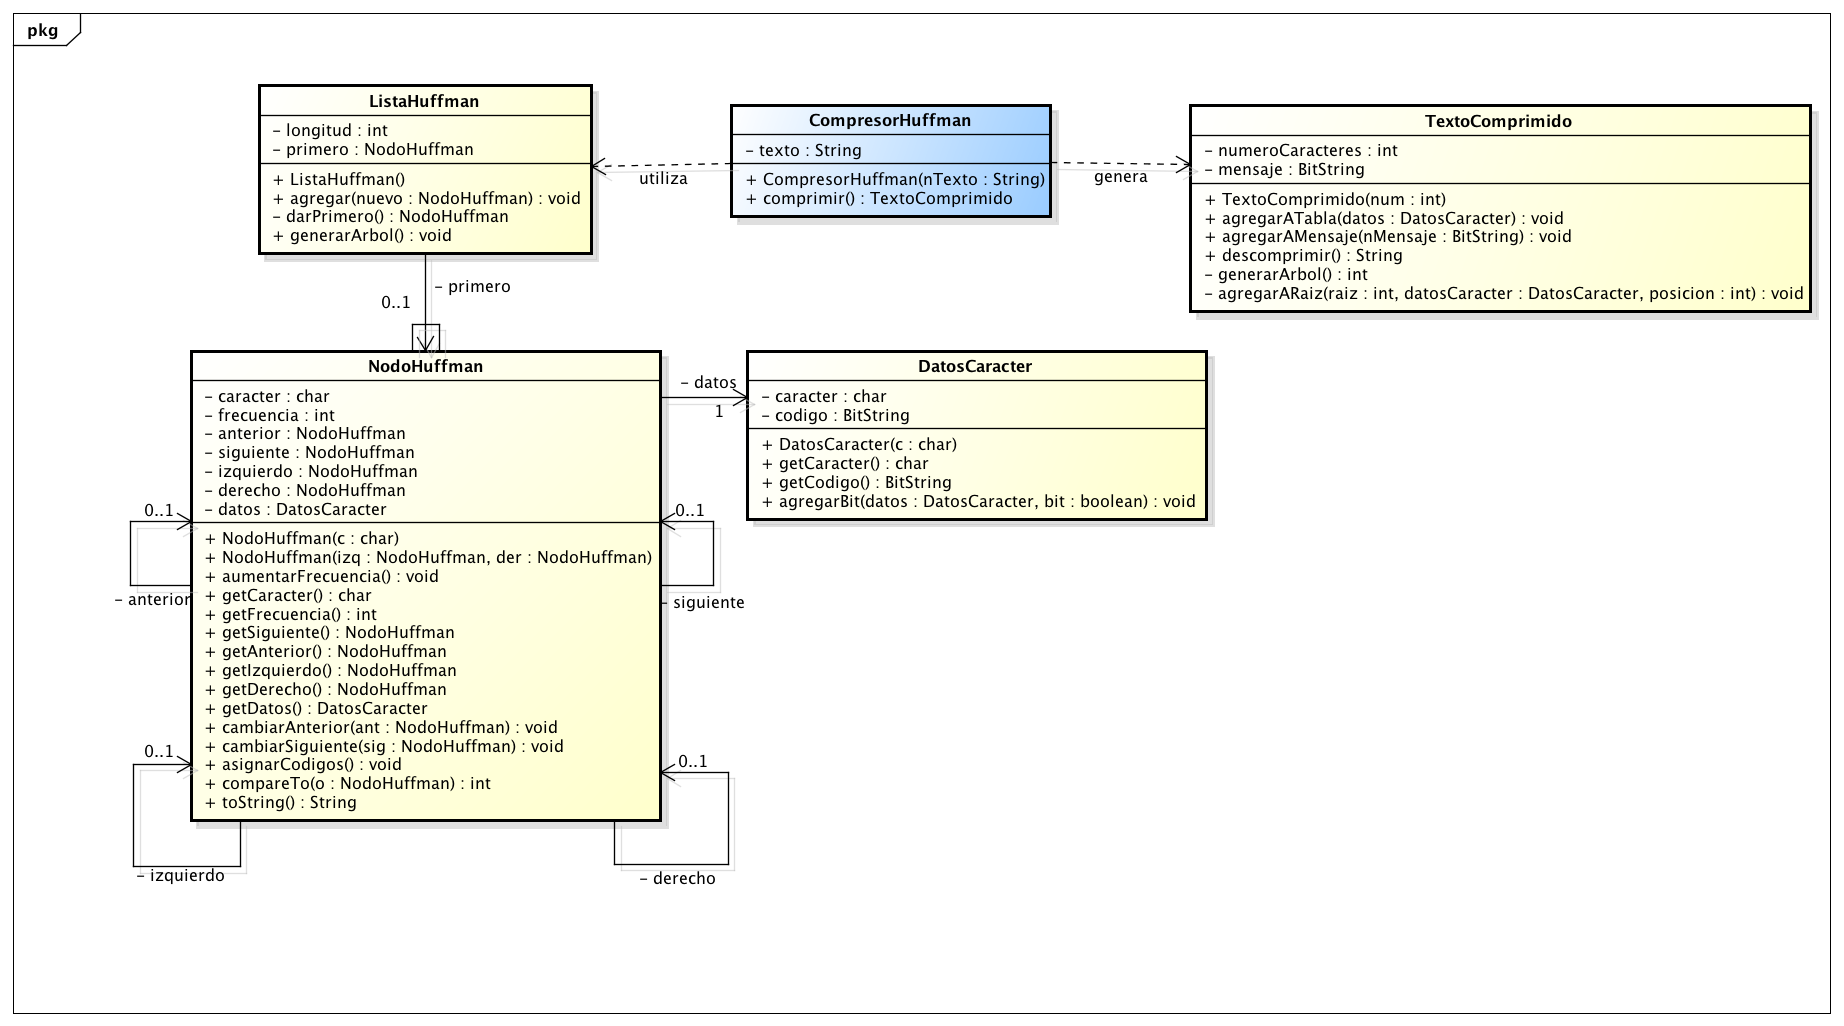 pkg
ListaHuffman
– longitud : int
– primero : NodoHuffman
+ ListaHuffman()
+ agregar(nuevo : NodoHuffman) : void
– darPrimero() : NodoHuffman
+ generarArbol() : void
utiliza
CompresorHuffman
– texto : String
+ CompresorHuffman(nTexto : String)
+ comprimir() : TextoComprimido
genera
TextoComprimido
– numeroCaracteres : int
– mensaje : BitString
+ TextoComprimido(num : int)
+ agregarATabla(datos : DatosCaracter) : void
+ agregarAMensaje(nMensaje : BitString) : void
+ descomprimir() : String
– generarArbol() : int
– agregarARaiz(raiz : int, datosCaracter : DatosCaracter, posicion : int) : void
– primero
0..1
NodoHuffman
– caracter : char
– frecuencia : int
– anterior : NodoHuffman
– siguiente : NodoHuffman
– izquierdo : NodoHuffman
– derecho : NodoHuffman
– datos : DatosCaracter
+ NodoHuffman(c : char)
+ NodoHuffman(izq : NodoHuffman, der : NodoHuffman)
+ aumentarFrecuencia() : void
+ getCaracter() : char
+ getFrecuencia() : int
+ getSiguiente() : NodoHuffman
+ getAnterior() : NodoHuffman
+ getIzquierdo() : NodoHuffman
+ getDerecho() : NodoHuffman
+ getDatos() : DatosCaracter
+ cambiarAnterior(ant : NodoHuffman) : void
+ cambiarSiguiente(sig : NodoHuffman) : void
+ asignarCodigos() : void
+ compareTo(o : NodoHuffman) : int
+ toString() : String
– datos
1
DatosCaracter
– caracter : char
– codigo : BitString
+ DatosCaracter(c : char)
+ getCaracter() : char
+ getCodigo() : BitString
+ agregarBit(datos : DatosCaracter, bit : boolean) : void
0..1
– anterior
0..1
– siguiente
0..1
– izquierdo
0..1
– derecho